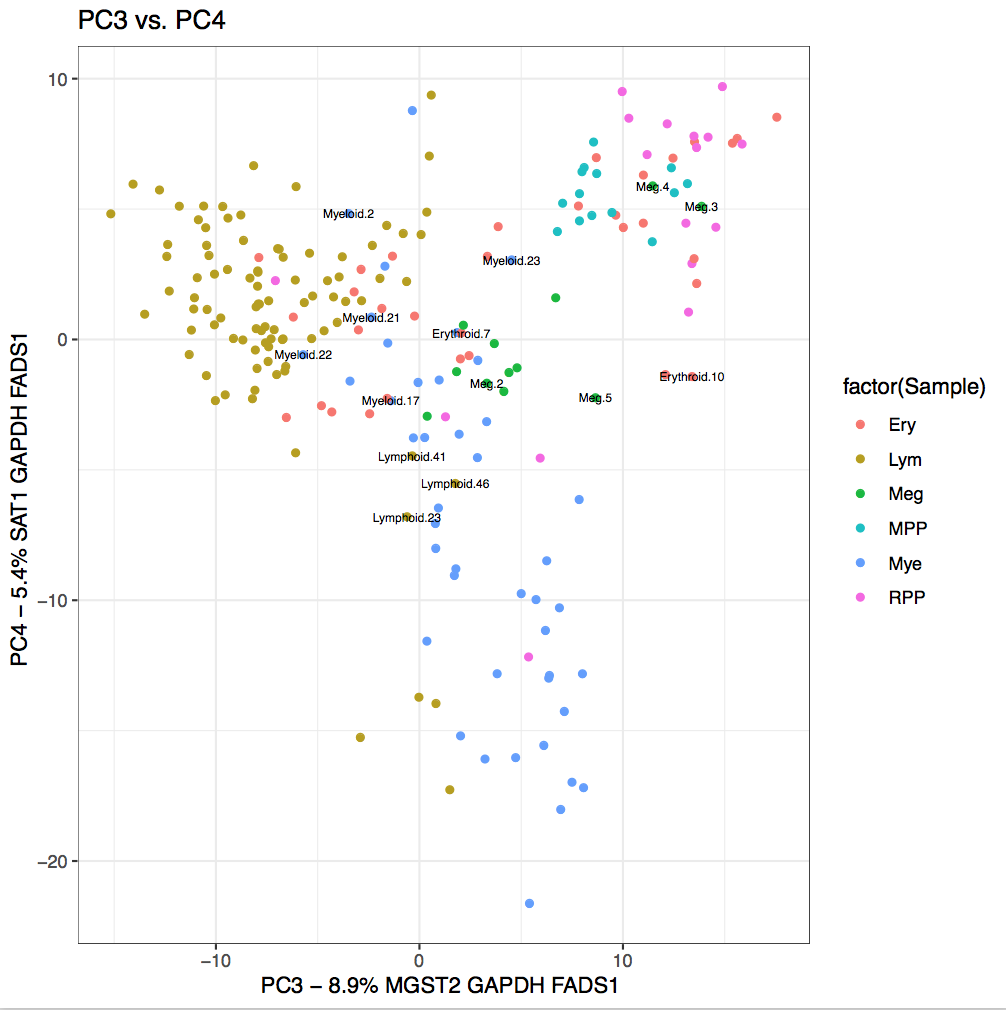 PC3 vs. PC4
10
0
−10
−20
PC4 − 5.4% SAT1 GAPDH FADS1
Myeloid.2
Meg.4
Meg.3
Myeloid.23
Myeloid.21
Erythroid.7
Myeloid.22
Meg.2
Erythroid.10
Myeloid.17
Meg.5
Lymphoid.41
Lymphoid.46
Lymphoid.23
−10
0
10
PC3 − 8.9% MGST2 GAPDH FADS1
factor(Sample)
Ery
Lym
Meg
MPP
Mye
RPP